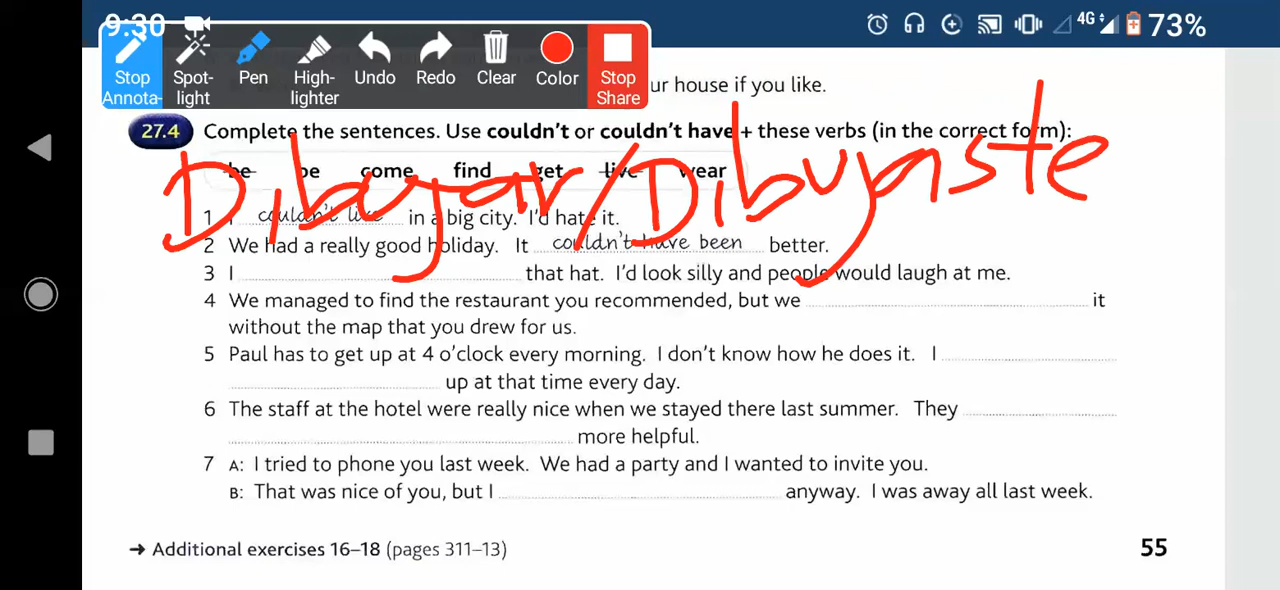 9:30 4G 73%
Stop Annota- Spot-light Pen High-lighter Undo Redo Clear Color Stop Share
ur house if you like.
27.4 Complete the sentences. Use couldn't or couldn't have + these verbs (in the correct form):
be be come find get live wear
Dibujar/Dibujaste
1 I couldn't live in a big city. I'd hate it.
2 We had a really good holiday. It couldn't have been better.
3 I that hat. I'd look silly and people would laugh at me.
4 We managed to find the restaurant you recommended, but we it
without the map that you drew for us.
5 Paul has to get up at 4 o'clock every morning. I don't know how he does it. I
up at that time every day.
6 The staff at the hotel were really nice when we stayed there last summer. They
more helpful.
7 A: I tried to phone you last week. We had a party and I wanted to invite you.
B: That was nice of you, but I anyway. I was away all last week.
→ Additional exercises 16–18 (pages 311–13)
55